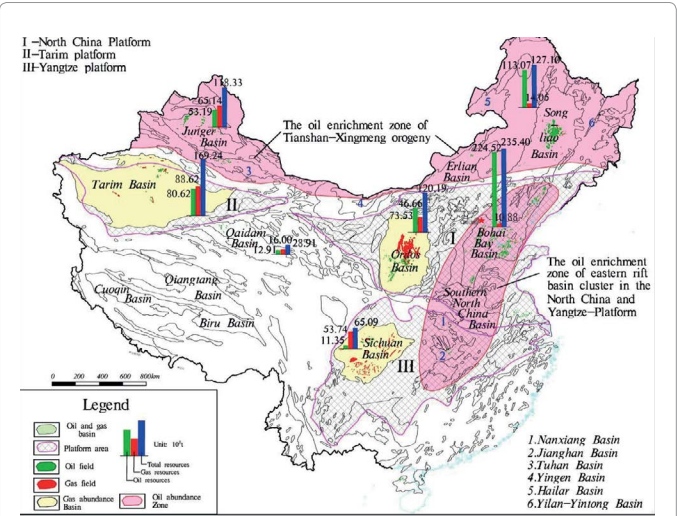 I-North China Platform
II-Tarim platform
III-Yangtze platform
118.33
65.14
53.19
Junger
Basin
The oil enrichment zone of
Tianshan-Xingmeng orogeny
113.07
127.10
14.05
5
6
Song
liao
Basin
3
169.24
88.62
80.62
Tarim Basin
II
4
Erlian
Basin
224.52
235.40
10.88
120.19
46.66
73.53
I
Bohai
Bay
Basin
Qaidam
Basin
16.00
12.91
28.91
Ordos
Basin
The oil enrichment
zone of eastern rift
basin cluster in the
North China and
Yangtze-Platform
Qiangtang
Basin
Cuoqin
Basin
Biru Basin
Southern
North
China
Basin
1
2
53.74
65.09
11.35
Sichuan
Basin
III
0 200 400 600 800km
Legend
Oil and gas
basin
Platform area
Oil field
Gas field
Gas abundance
Basin
Unit: 10⁸t
Total resources
Gas resources
Oil resources
Oil abundance
Zone
1.Nanxiang Basin
2.Jianghan Basin
3.Tuhan Basin
4.Yingen Basin
5.Hailar Basin
6.Yilan-Yintong Basin